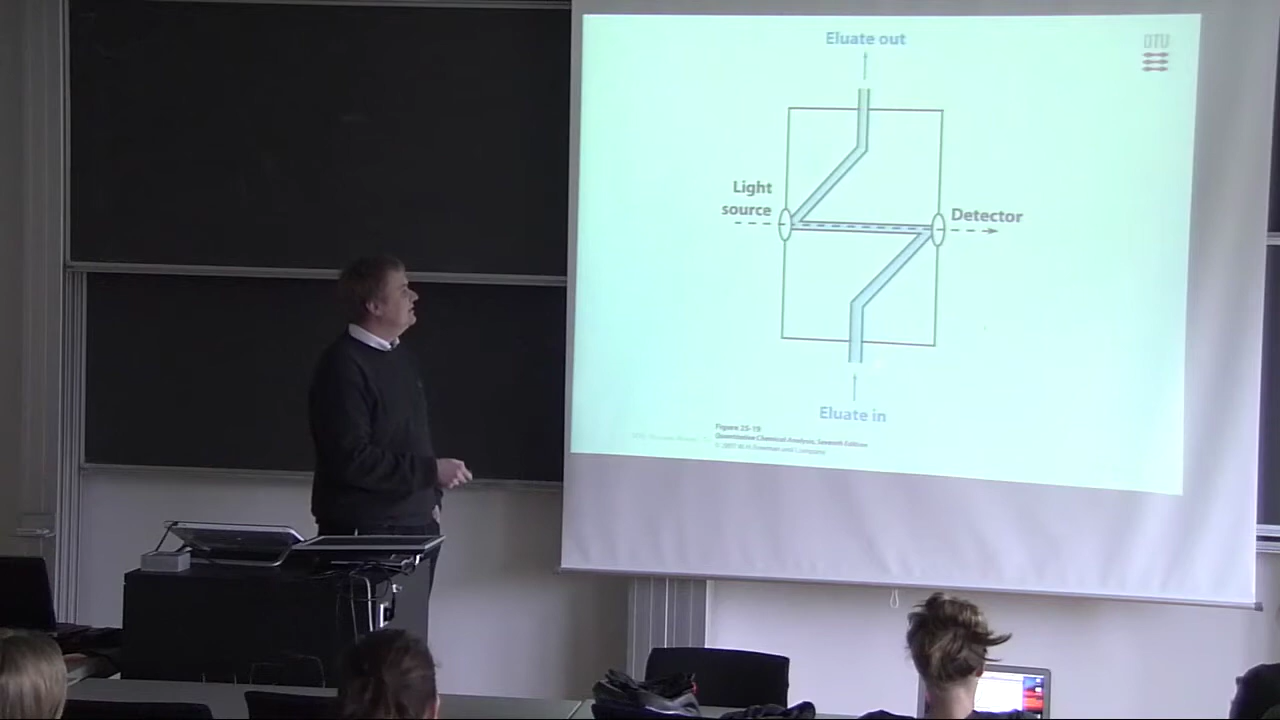 Eluate out
DTU
Light
source
Detector
Eluate in
Figure 25-19
Quantitative Chemical Analysis, Seventh Edition
© 2007 W. H. Freeman and Company